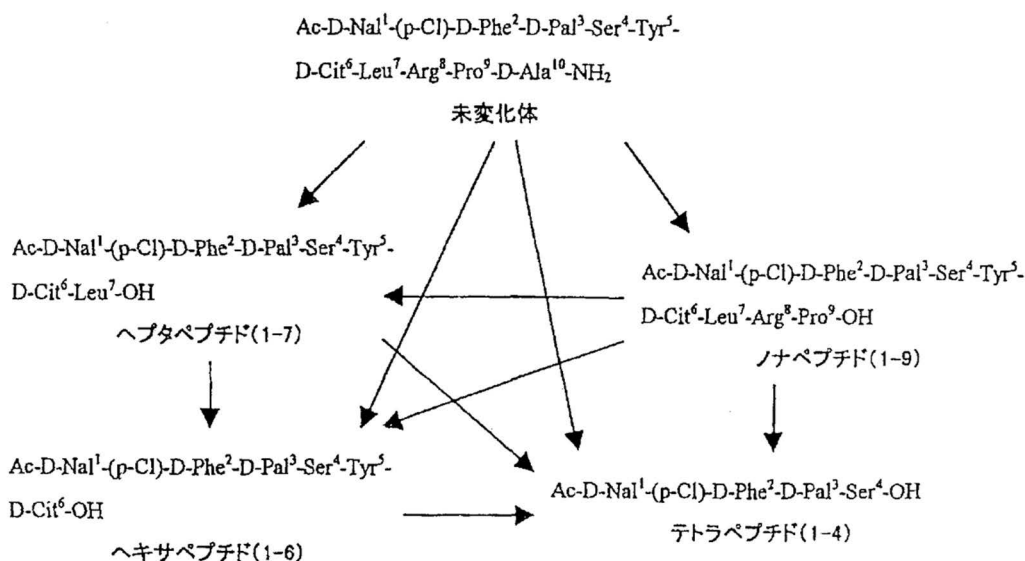 Ac-D-Nal¹-(p-Cl)-D-Phe²-D-Pal³-Ser⁴-Tyr⁵-
D-Cit⁶-Leu⁷-Arg⁸-Pro⁹-D-Ala¹⁰-NH₂
未変化体
Ac-D-Nal¹-(p-Cl)-D-Phe²-D-Pal³-Ser⁴-Tyr⁵-
D-Cit⁶-Leu⁷-OH
ヘプタペプチド(1-7)
Ac-D-Nal¹-(p-Cl)-D-Phe²-D-Pal³-Ser⁴-Tyr⁵-
D-Cit⁶-Leu⁷-Arg⁸-Pro⁹-OH
ノナペプチド(1-9)
Ac-D-Nal¹-(p-Cl)-D-Phe²-D-Pal³-Ser⁴-Tyr⁵-
D-Cit⁶-OH
ヘキサペプチド(1-6)
Ac-D-Nal¹-(p-Cl)-D-Phe²-D-Pal³-Ser⁴-OH
テトラペプチド(1-4)